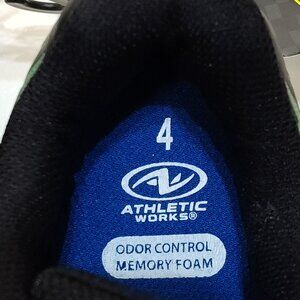 4
ATHLETIC
WORKS®
ODOR CONTROL
MEMORY FOAM